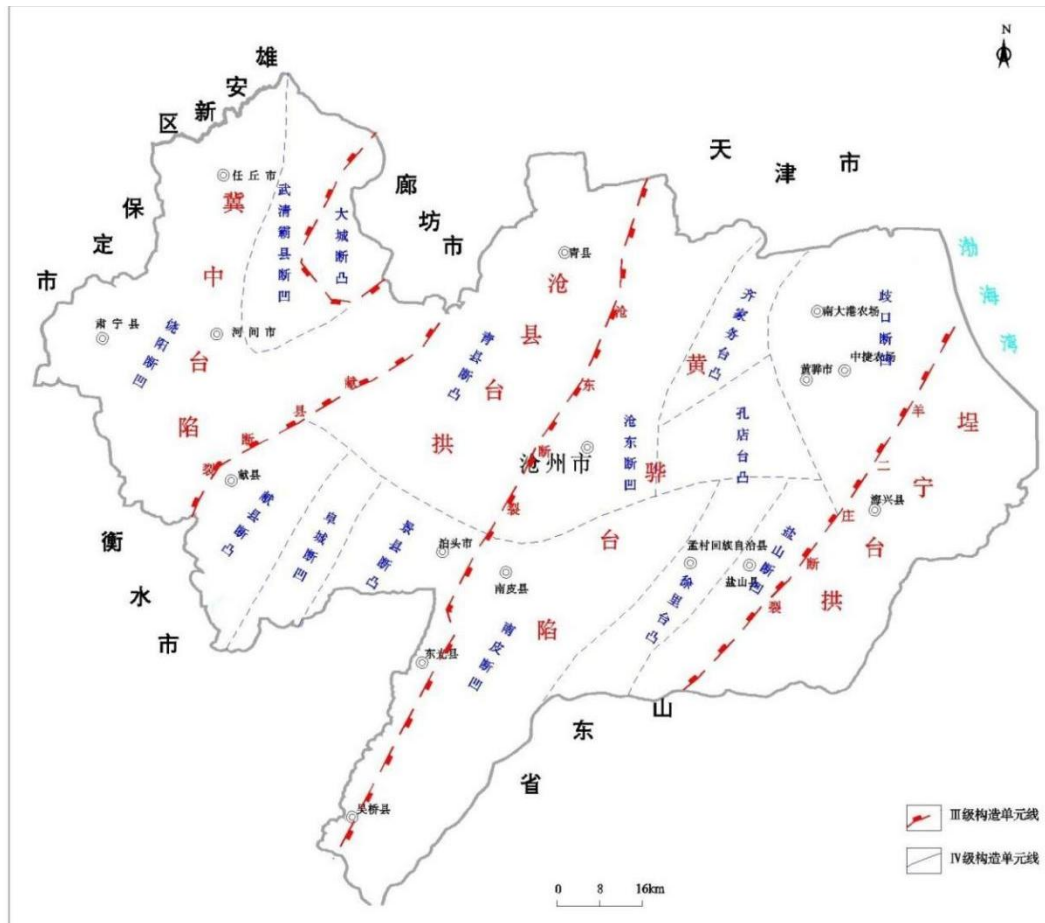 N
雄安新区
保定市
廊坊市
天津市
渤海湾
衡水市
山东省
冀中台陷
沧县台拱
黄骅台陷
埕宁台拱
献县断裂
沧东断裂
羊二庄断裂
武清霸县断凹
大城断凸
饶阳断凹
青县断凸
齐家务台凸
歧口断凹
沧东断凹
孔店台凸
献县断凸
阜城断凹
景县断凸
南皮断凹
徐里台凸
盐山断凹
任丘市
肃宁县
河间市
青县
南大港农场
中捷农场
黄骅市
沧州市
献县
海兴县
泊头市
孟村回族自治县
盐山县
南皮县
东光县
吴桥县
III级构造单元线
IV级构造单元线
0 8 16km